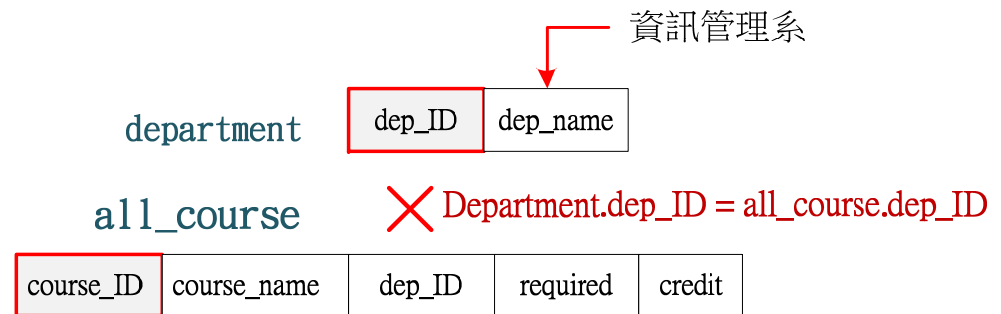 資訊管理系
department dep_ID dep_name
all_course Department.dep_ID = all_course.dep_ID
course_ID course_name dep_ID required credit